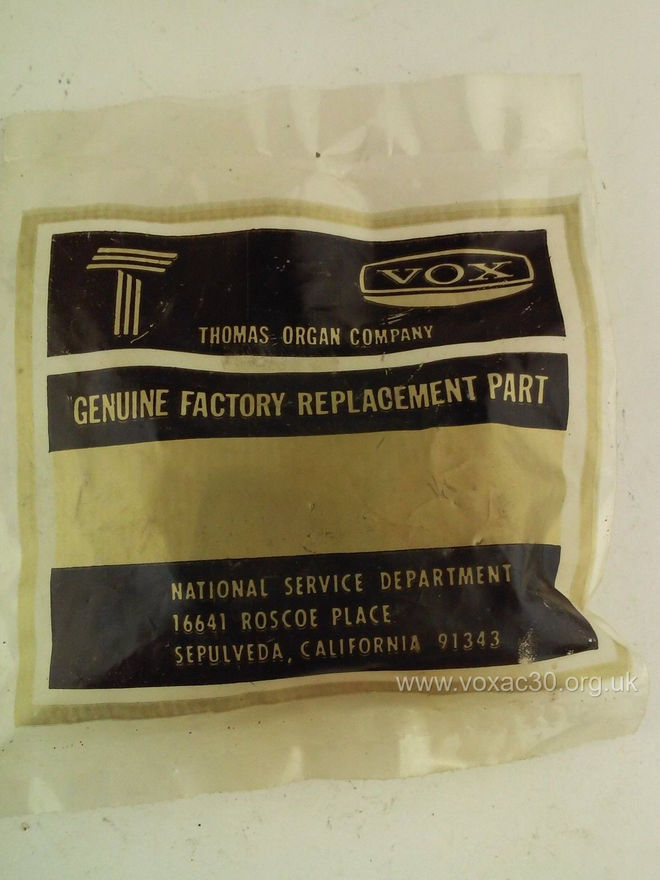 VOX
THOMAS ORGAN COMPANY
GENUINE FACTORY REPLACEMENT PART
NATIONAL SERVICE DEPARTMENT
16641 ROSCOE PLACE
SEPULVEDA, CALIFORNIA 91343
www.voxac30.org.uk